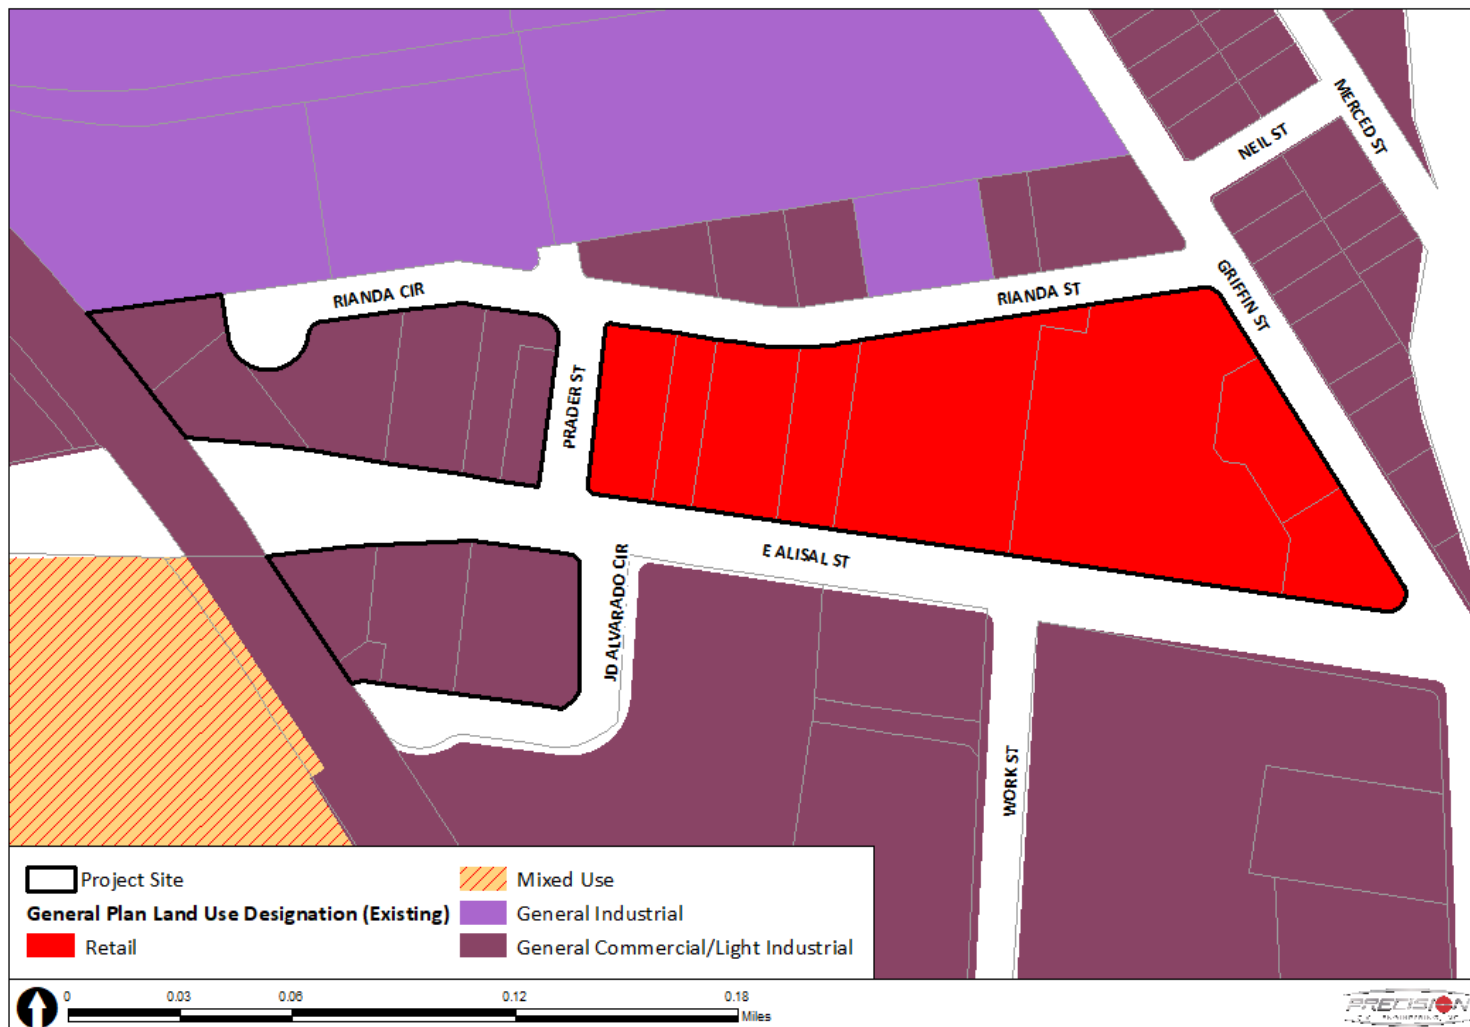 MERCED ST
NEIL ST
GRIFFIN ST
RIANDA CIR
RIANDA ST
PRADER ST
E ALISAL ST
JD ALVARADO CIR
WORK ST
Project Site
General Plan Land Use Designation (Existing)
Retail
Mixed Use
General Industrial
General Commercial/Light Industrial
0 0.03 0.06 0.12 0.18
Miles
PRECISION
ENGINEERING, INC.